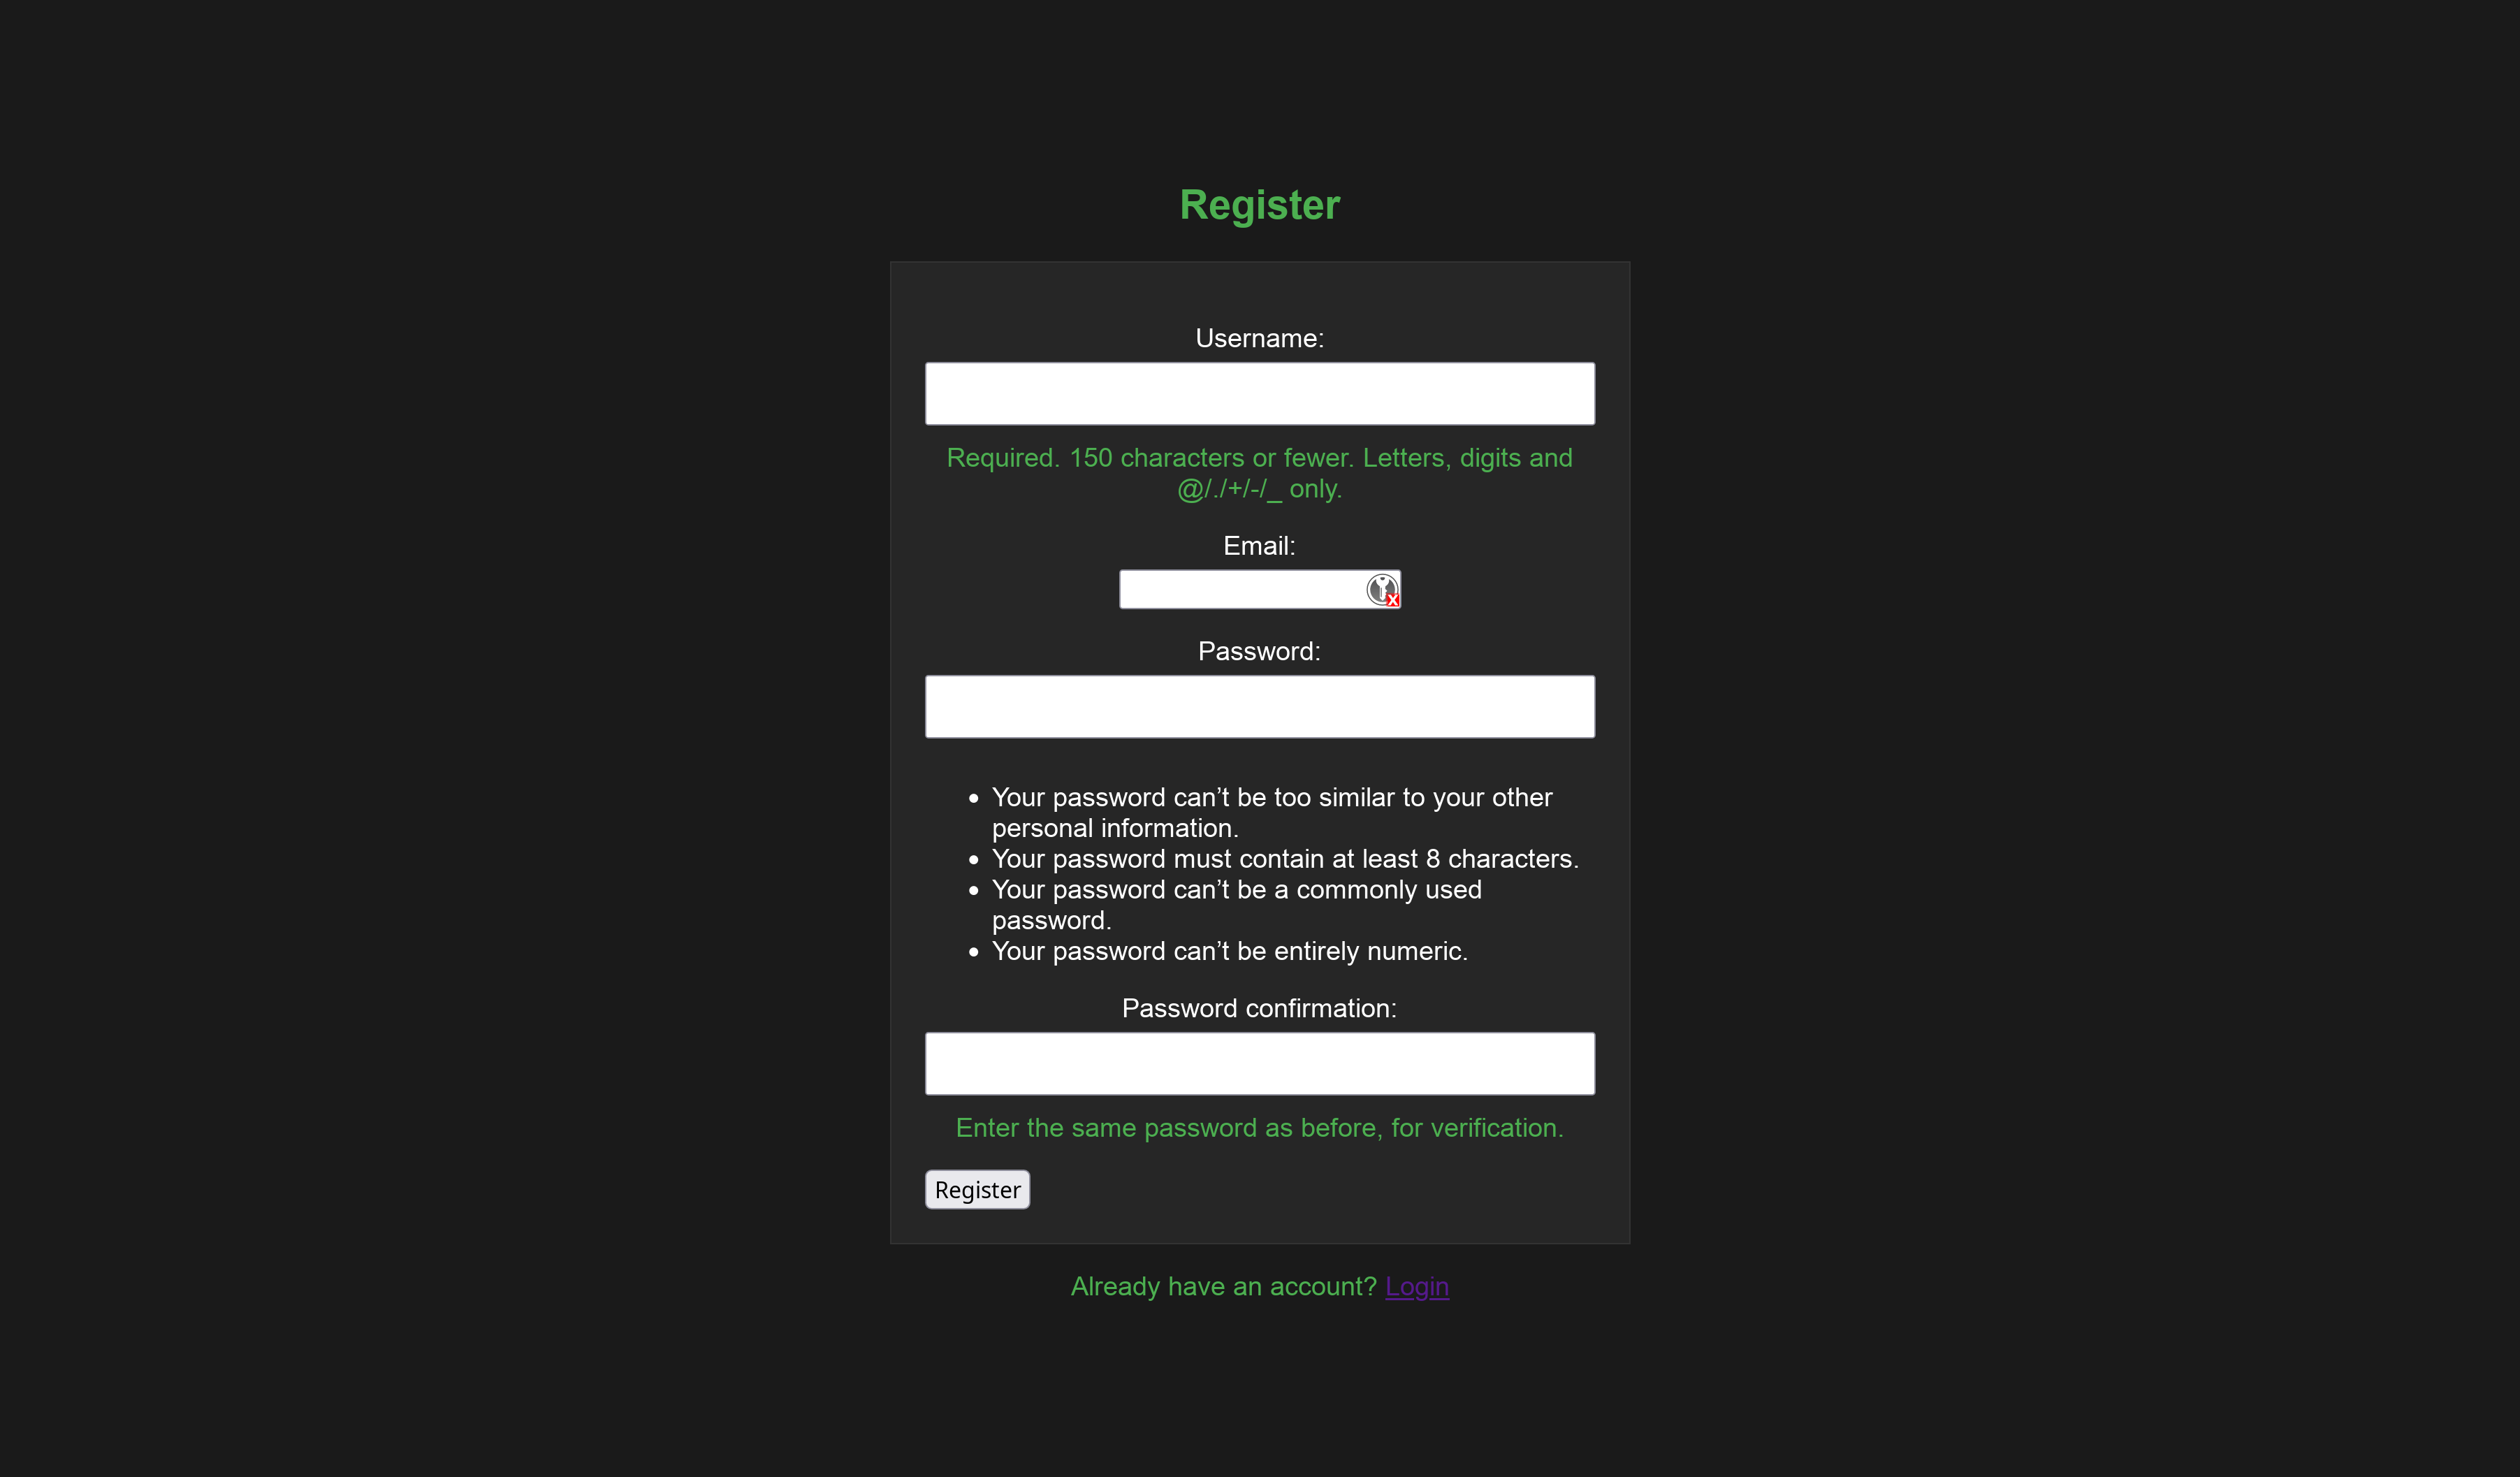 Register
Username:
Required. 150 characters or fewer. Letters, digits and
@/./+/-/_ only.
Email:
Password:
Your password can’t be too similar to your other
personal information.
Your password must contain at least 8 characters.
Your password can’t be a commonly used
password.
Your password can’t be entirely numeric.
Password confirmation:
Enter the same password as before, for verification.
Register
Already have an account? Login